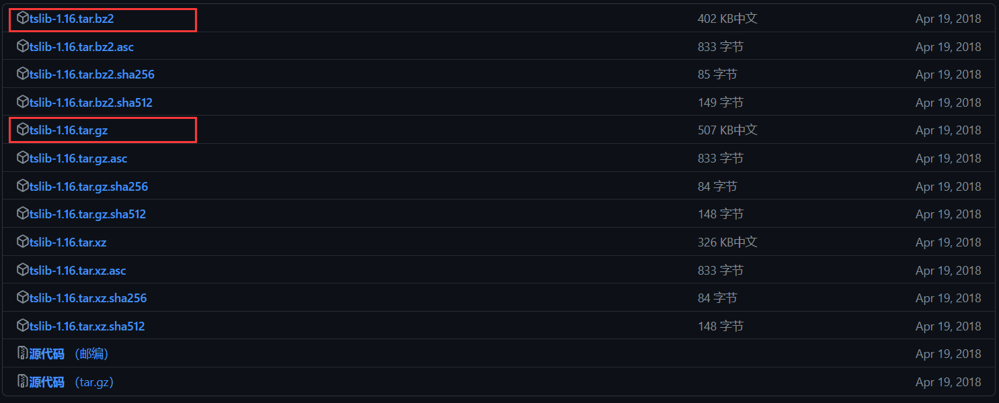 tslib-1.16.tar.bz2 402 KB中文 Apr 19, 2018
tslib-1.16.tar.bz2.asc 833 字节 Apr 19, 2018
tslib-1.16.tar.bz2.sha256 85 字节 Apr 19, 2018
tslib-1.16.tar.bz2.sha512 149 字节 Apr 19, 2018
tslib-1.16.tar.gz 507 KB中文 Apr 19, 2018
tslib-1.16.tar.gz.asc 833 字节 Apr 19, 2018
tslib-1.16.tar.gz.sha256 84 字节 Apr 19, 2018
tslib-1.16.tar.gz.sha512 148 字节 Apr 19, 2018
tslib-1.16.tar.xz 326 KB中文 Apr 19, 2018
tslib-1.16.tar.xz.asc 833 字节 Apr 19, 2018
tslib-1.16.tar.xz.sha256 84 字节 Apr 19, 2018
tslib-1.16.tar.xz.sha512 148 字节 Apr 19, 2018
源代码 （邮编） Apr 19, 2018
源代码 （tar.gz） Apr 19, 2018